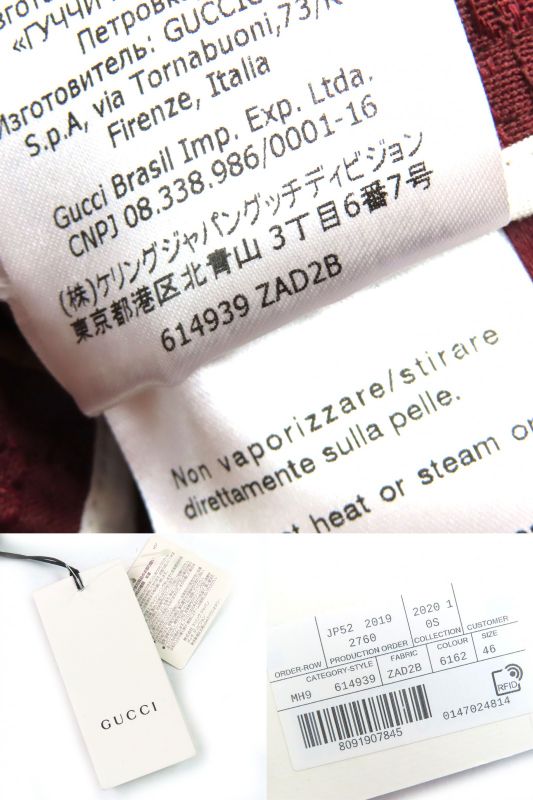 «ГУЧЧИ
Петровка
Изготовитель: GUCCIO
S.p.A, via Tornabuoni,73/R
Firenze, Italia
Gucci Brasil Imp. Exp. Ltda.
CNPJ 08.338.986/0001-16
(株)ケリングジャパングッチディビジョン
東京都港区北青山 3丁目6番7号
614939 ZAD2B
Non vaporizzare/stirare
direttamente sulla pelle.
heat or steam on
GUCCI
JP52 2019 2020 1
2760 0S
ORDER-ROW PRODUCTION ORDER COLLECTION CUSTOMER
CATEGORY-STYLE FABRIC COLOUR SIZE
MH9 614939 ZAD2B 6162 46
RFID
8091907845 0147024814